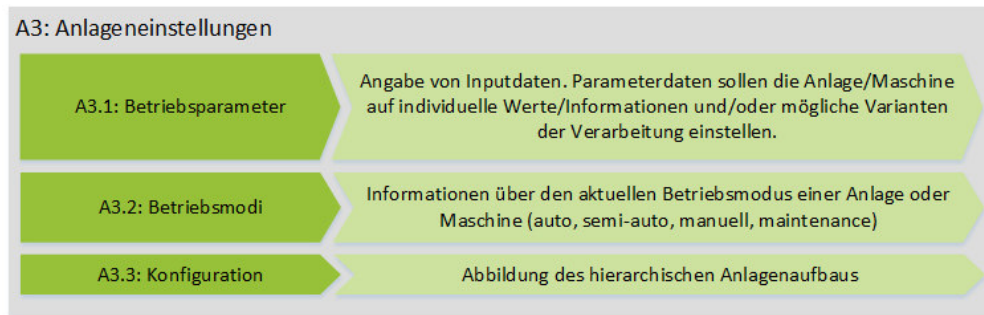 A3: Anlageneinstellungen
A3.1: Betriebsparameter
Angabe von Inputdaten. Parameterdaten sollen die Anlage/Maschine
auf individuelle Werte/Informationen und/oder mögliche Varianten
der Verarbeitung einstellen.
A3.2: Betriebsmodi
Informationen über den aktuellen Betriebsmodus einer Anlage oder
Maschine (auto, semi-auto, manuell, maintenance)
A3.3: Konfiguration
Abbildung des hierarchischen Anlagenaufbaus